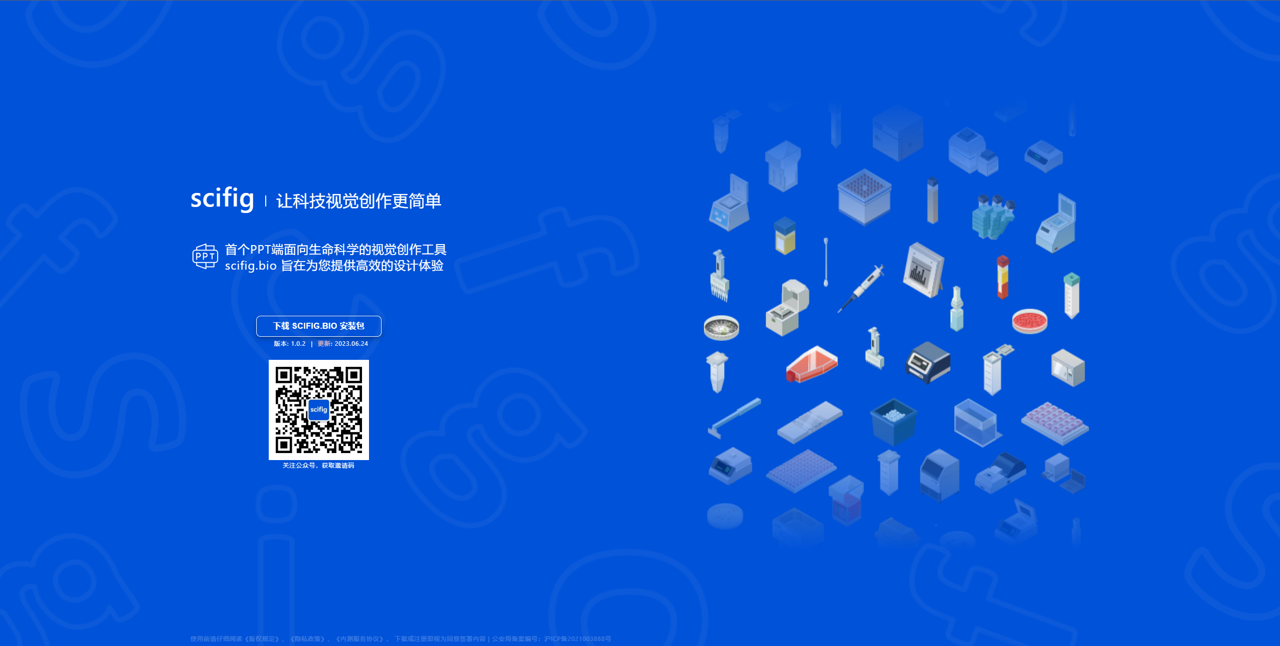 scifig | 让科技视觉创作更简单
PPT
首个PPT端面向生命科学的视觉创作工具
scifig.bio 旨在为您提供高效的设计体验
下载 SCIFIG.BIO 安装包
版本: 1.0.2 | 更新: 2023.06.24
scifig
关注公众号，获取邀请码